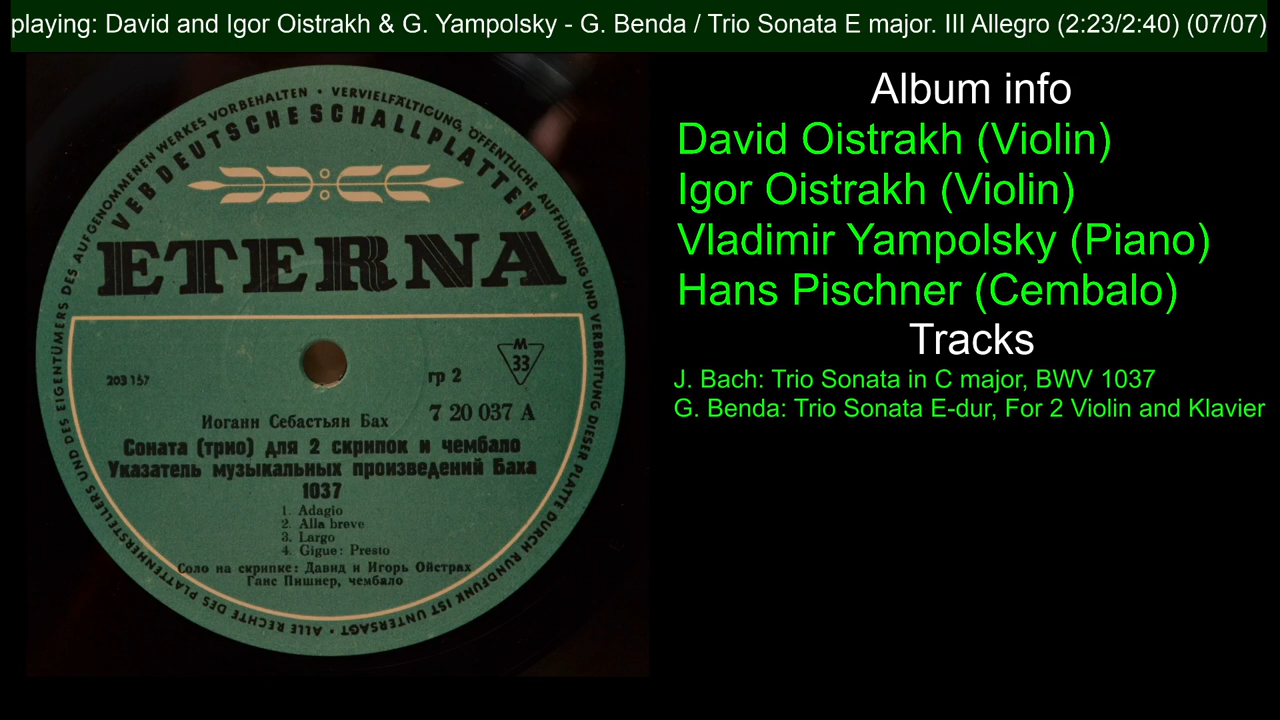 playing: David and Igor Oistrakh & G. Yampolsky - G. Benda / Trio Sonata E major. III Allegro (2:23/2:40) (07/07)
ALLE RECHTE DES PLATTENHERSTELLERS UND DES EIGENTÜMERS DES AUFGENOMMENEN WERKES VORBEHALTEN · VERVIELFÄLTIGUNG, ÖFFENTLICHE AUFFÜHRUNG UND VERBREITUNG DIESER PLATTE DURCH RUNDFUNK IST UNTERSAGT ·
VEB DEUTSCHE SCHALLPLATTEN
ETERNA
203 157
гр 2
M
33
7 20 037 A
Иоганн Себастьян Бах
Соната (трио) для 2 скрипок и чембало
Указатель музыкальных произведений Баха
1037
1. Adagio
2. Alla breve
3. Largo
4. Gigue: Presto
Соло на скрипке: Давид и Игорь Ойстрах
Ганс Пишнер, чембало
Album info
David Oistrakh (Violin)
Igor Oistrakh (Violin)
Vladimir Yampolsky (Piano)
Hans Pischner (Cembalo)
Tracks
J. Bach: Trio Sonata in C major, BWV 1037
G. Benda: Trio Sonata E-dur, For 2 Violin and Klavier